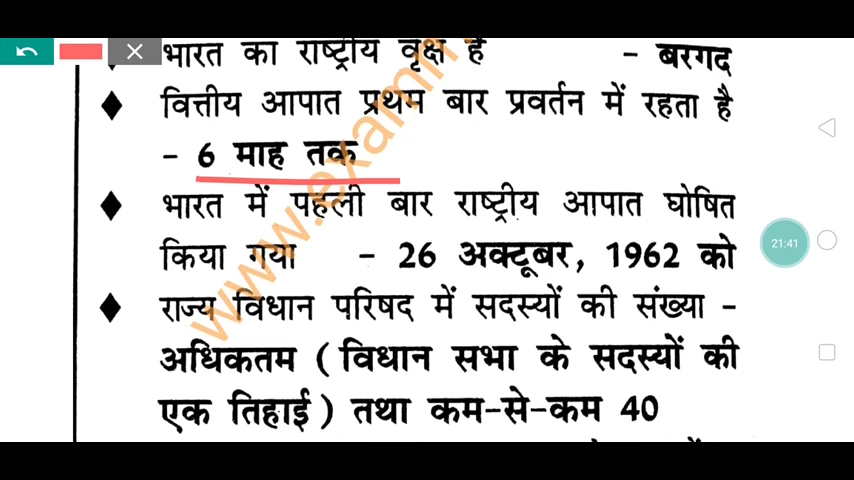 भारत का राष्ट्रीय वृक्ष है - बरगद
वित्तीय आपात प्रथम बार प्रवर्तन में रहता है
- 6 माह तक
भारत में पहली बार राष्ट्रीय आपात घोषित
किया गया - 26 अक्टूबर, 1962 को
21:41
राज्य विधान परिषद में सदस्यों की संख्या -
अधिकतम (विधान सभा के सदस्यों की
एक तिहाई) तथा कम-से-कम 40